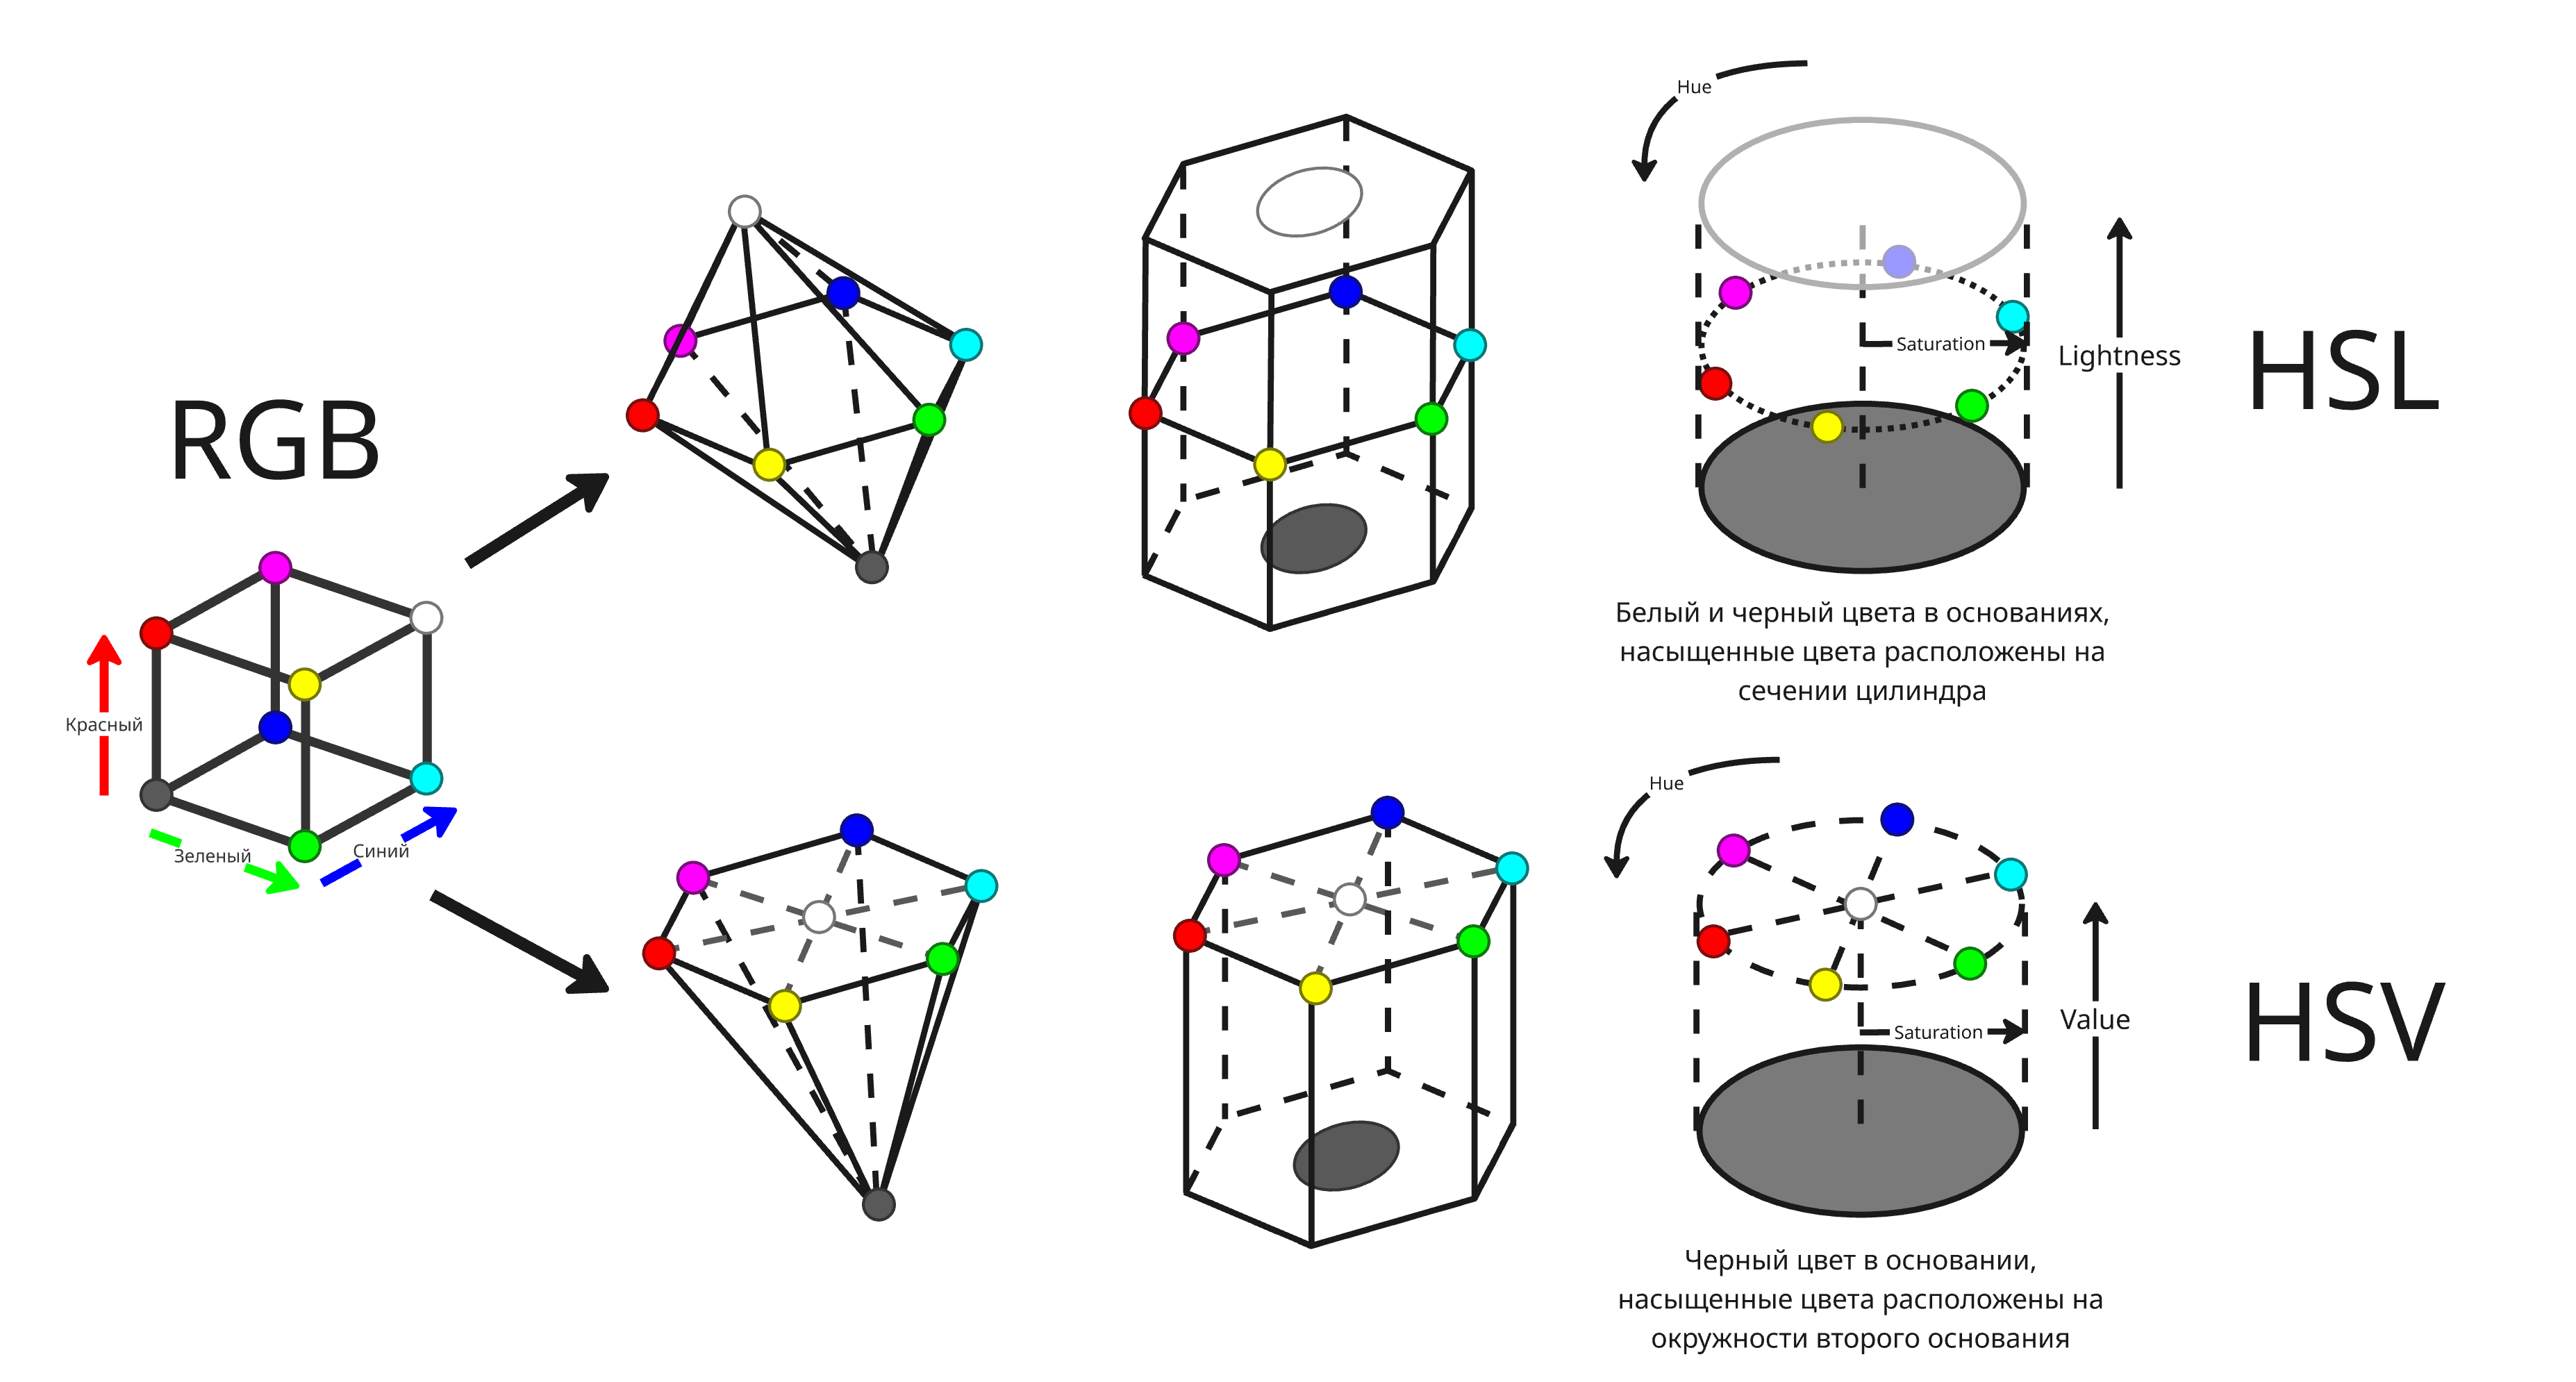 RGB
Красный
Зеленый
Синий
Hue
Saturation
Lightness
HSL
Белый и черный цвета в основаниях,
насыщенные цвета расположены на
сечении цилиндра
Hue
Saturation
Value
HSV
Черный цвет в основании,
насыщенные цвета расположены на
окружности второго основания